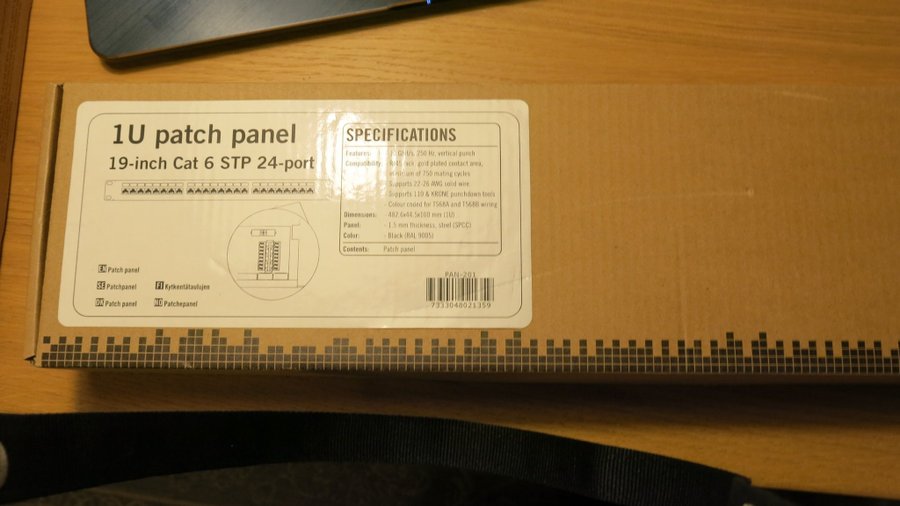 1U patch panel
19-inch Cat 6 STP 24-port
EN Patch panel
SE Patchpanel
FI Kytkentätaulujen
DK Patch panel
NO Patchepanel
SPECIFICATIONS
Features: 250 Hz, vertical punch
Compatibility: gold plated contact area,
minimum of 750 mating cycles
- Supports 22-26 AWG solid wire.
- Supports 110 & KRONE punchdown tools
- Colour coord for T568A and T568B wiring
Dimensions: 482.6x44.5x100 mm (1U)
Panel: - 1.5 mm thickness, steel (SPCC)
Color: - Black (RAL 9005)
Contents: Patch panel
PAN-201
7333048021359